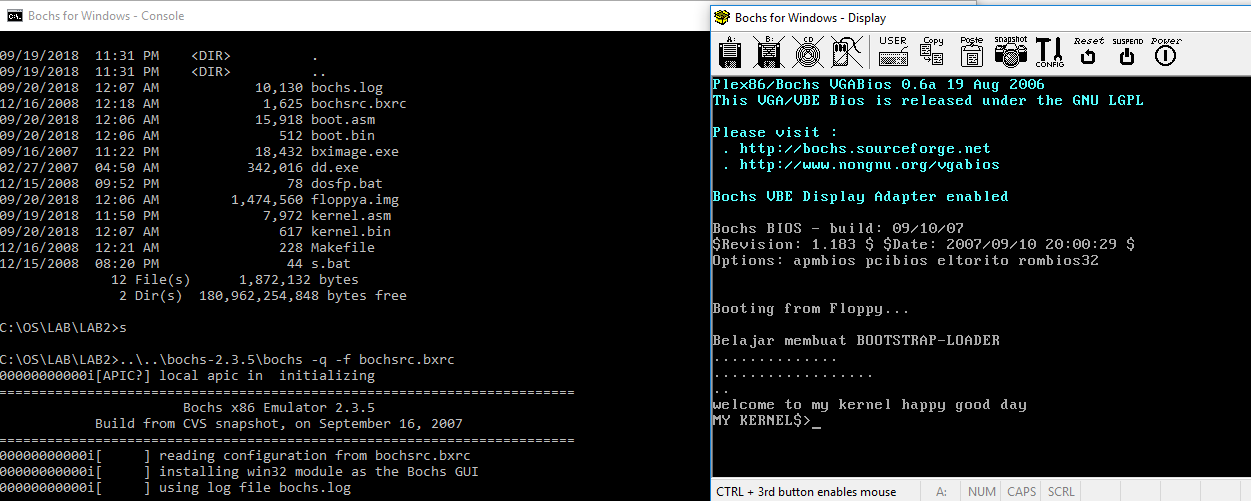 Bochs for Windows - Console
09/19/2018  11:31 PM    <DIR>          .
09/19/2018  11:31 PM    <DIR>          ..
09/20/2018  12:07 AM            10,130 bochs.log
12/16/2008  12:18 AM             1,625 bochsrc.bxrc
09/20/2018  12:06 AM            15,918 boot.asm
09/20/2018  12:06 AM               512 boot.bin
09/16/2007  11:22 PM            18,432 bximage.exe
02/27/2007  04:50 AM           342,016 dd.exe
12/15/2008  09:52 PM                78 dosfp.bat
09/20/2018  12:06 AM         1,474,560 floppya.img
09/19/2018  11:50 PM             7,972 kernel.asm
09/20/2018  12:07 AM               617 kernel.bin
12/16/2008  12:21 AM               228 Makefile
12/15/2008  08:20 PM                44 s.bat
12 File(s)      1,872,132 bytes
2 Dir(s)  180,962,254,848 bytes free
C:\OS\LAB\LAB2>s
C:\OS\LAB\LAB2>..\..\bochs-2.3.5\bochs -q -f bochsrc.bxrc
00000000000i[APIC?] local apic in  initializing
========================================================================
Bochs x86 Emulator 2.3.5
Build from CVS snapshot, on September 16, 2007
========================================================================
00000000000i[     ] reading configuration from bochsrc.bxrc
00000000000i[     ] installing win32 module as the Bochs GUI
00000000000i[     ] using log file bochs.log
Bochs for Windows - Display
A: B: CD USER Copy Paste snapshot CONFIG Reset SUSPEND Power
Plex86/Bochs VGABios 0.6a 19 Aug 2006
This VGA/VBE Bios is released under the GNU LGPL
Please visit :
. http://bochs.sourceforge.net
. http://www.nongnu.org/vgabios
Bochs VBE Display Adapter enabled
Bochs BIOS - build: 09/10/07
$Revision: 1.183 $ $Date: 2007/09/10 20:00:29 $
Options: apmbios pcibios eltorito rombios32
Booting from Floppy...
Belajar membuat BOOTSTRAP-LOADER
..............
..................
..
welcome to my kernel happy good day
MY KERNEL$>_
CTRL + 3rd button enables mouse A: NUM CAPS SCRL